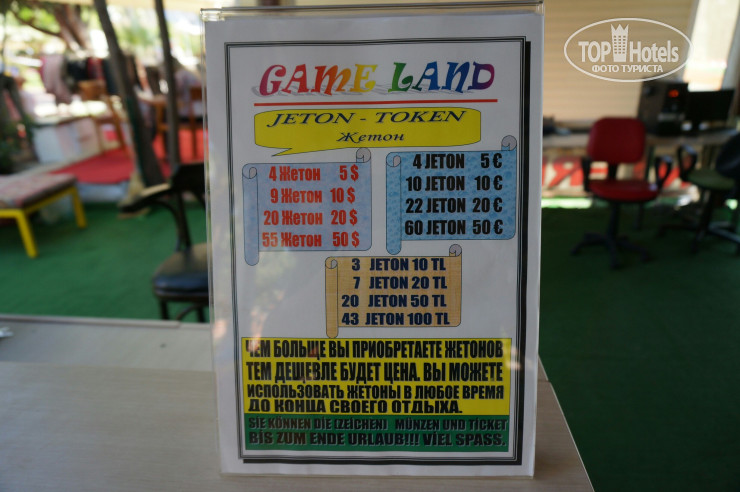 TOP Hotels
ФОТО ТУРИСТА
GAME LAND
JETON - TOKEN
Жетон
4 Жетон 5 $
9 Жетон 10 $
20 Жетон 20 $
55 Жетон 50 $
4 JETON 5 €
10 JETON 10 €
22 JETON 20 €
60 JETON 50 €
3 JETON 10 TL
7 JETON 20 TL
20 JETON 50 TL
43 JETON 100 TL
ЧЕМ БОЛЬШЕ ВЫ ПРИОБРЕТАЕТЕ ЖЕТОНОВ
ТЕМ ДЕШЕВЛЕ БУДЕТ ЦЕНА. ВЫ МОЖЕТЕ
ИСПОЛЬЗОВАТЬ ЖЕТОНЫ В ЛЮБОЕ ВРЕМЯ
ДО КОНЦА СВОЕГО ОТДЫХА.
SIE KÖNNEN DIE (ZEICHEN) MÜNZEN UND TICKET
BIS ZUM ENDE URLAUB!!! VIEL SPASS.